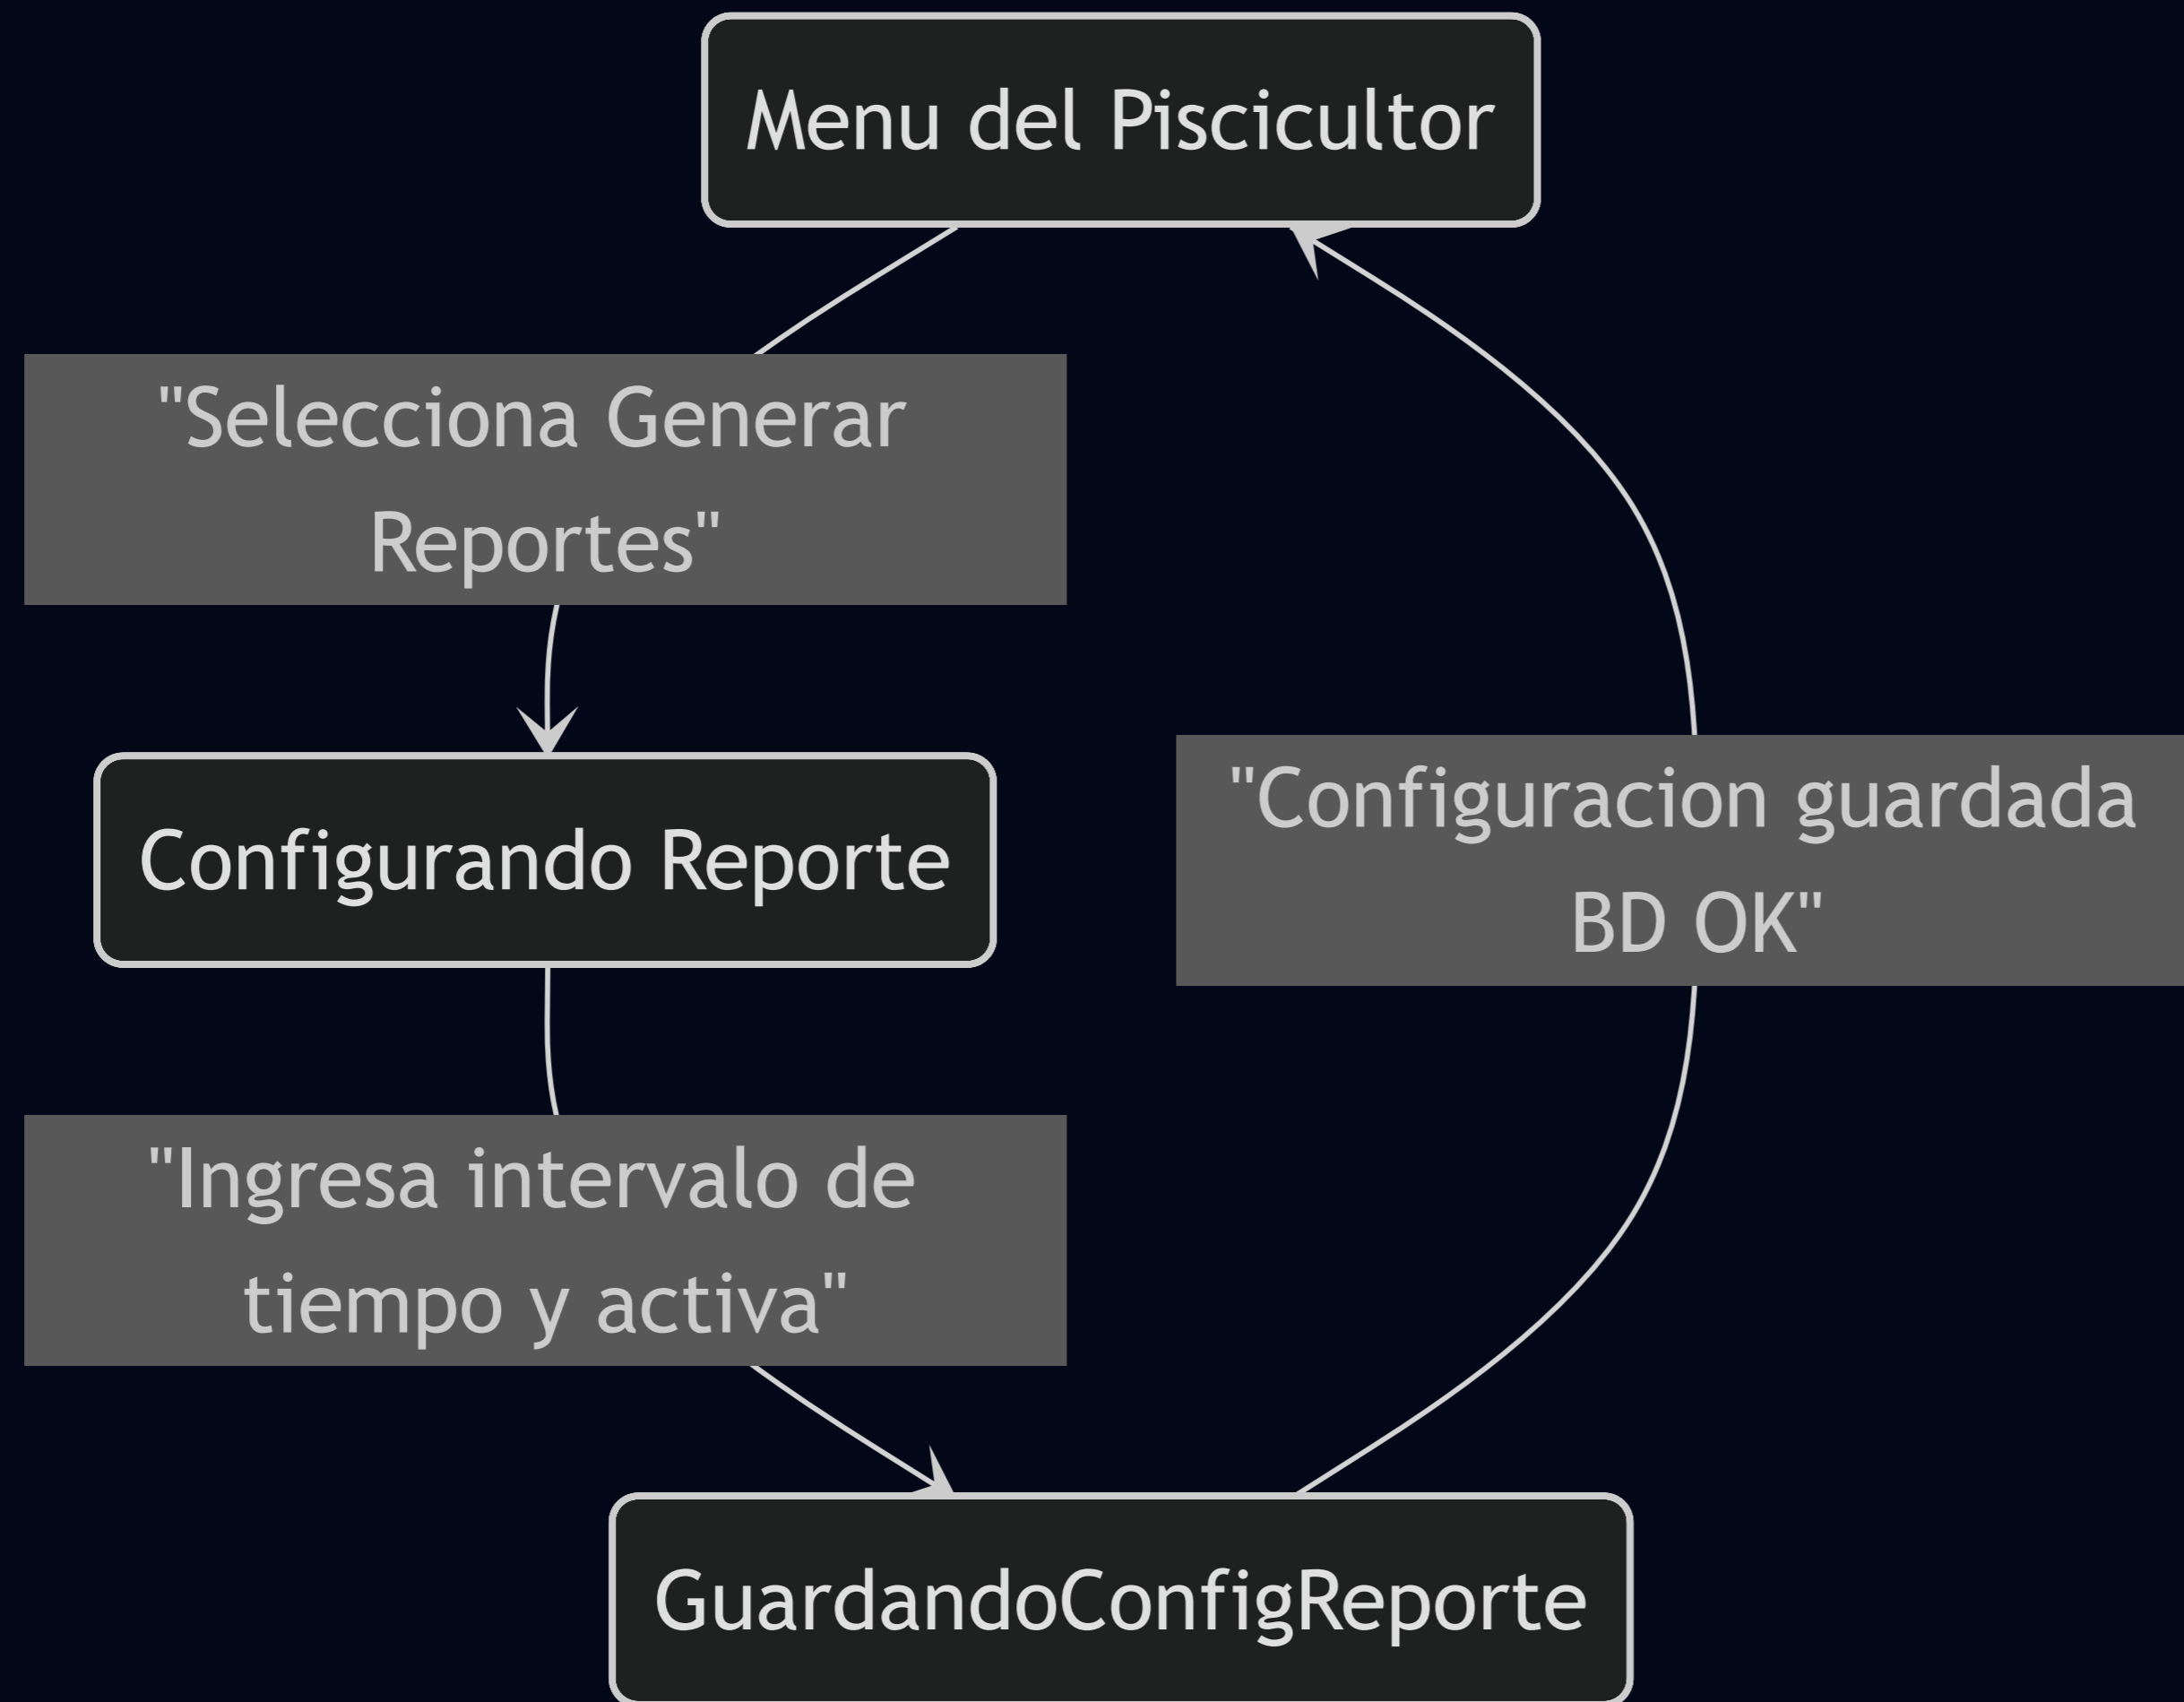 Menu del Piscicultor
"Selecciona Generar
Reportes"
Configurando Reporte
"Configuracion guardada
BD OK"
"Ingresa intervalo de
tiempo y activa"
GuardandoConfigReporte